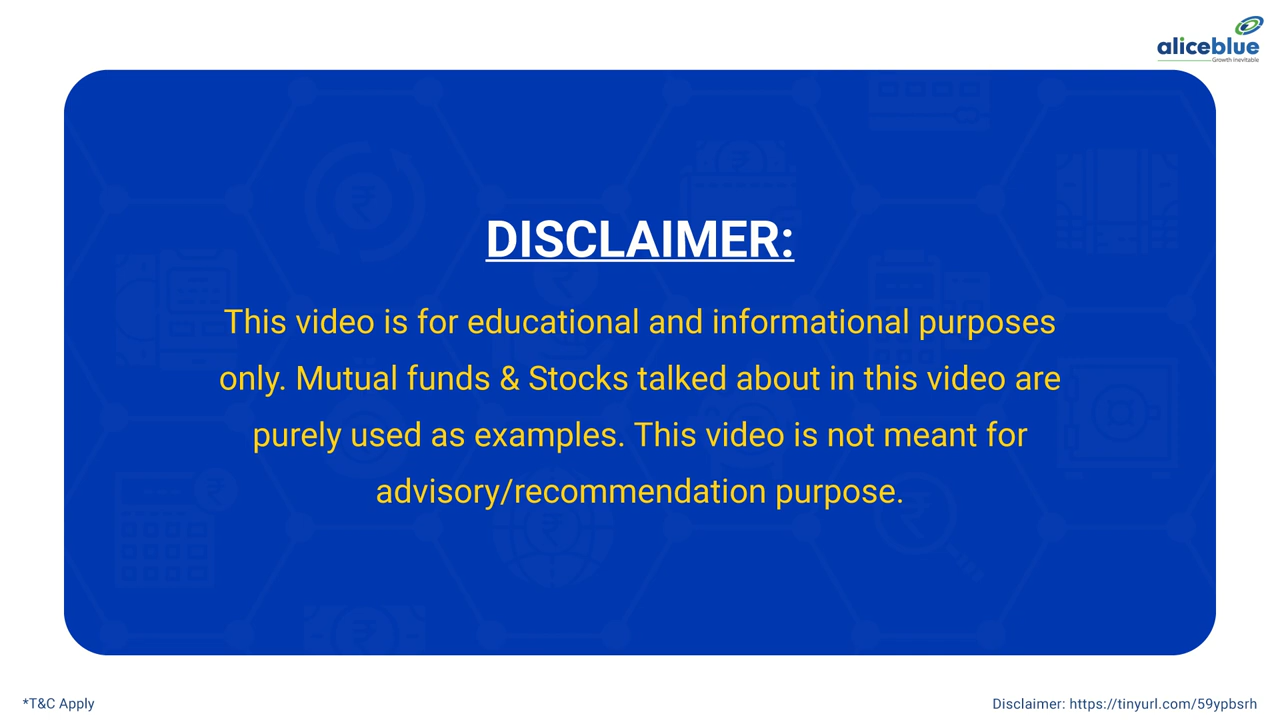 aliceblue
Growth inevitable
DISCLAIMER:
This video is for educational and informational purposes
only. Mutual funds & Stocks talked about in this video are
purely used as examples. This video is not meant for
advisory/recommendation purpose.
*T&C Apply
Disclaimer: https://tinyurl.com/59ypbsrh